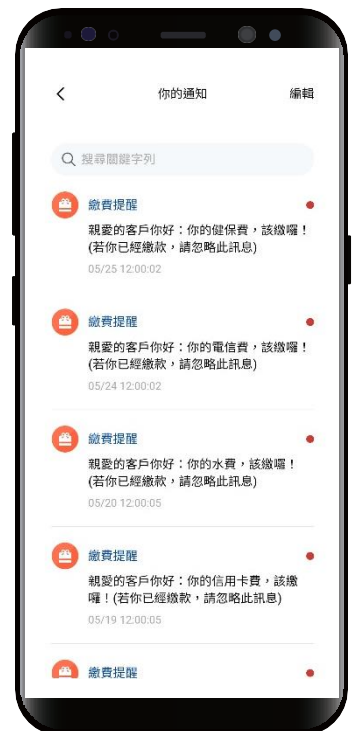 你的通知
編輯
搜尋關鍵字列
繳費提醒
親愛的客戶你好：你的健保費，該繳囉！
(若你已經繳款，請忽略此訊息)
05/25 12:00:02
繳費提醒
親愛的客戶你好：你的電信費，該繳囉！
(若你已經繳款，請忽略此訊息)
05/24 12:00:02
繳費提醒
親愛的客戶你好：你的水費，該繳囉！
(若你已經繳款，請忽略此訊息)
05/20 12:00:05
繳費提醒
親愛的客戶你好：你的信用卡費，該繳
囉！(若你已經繳款，請忽略此訊息)
05/19 12:00:05
繳費提醒